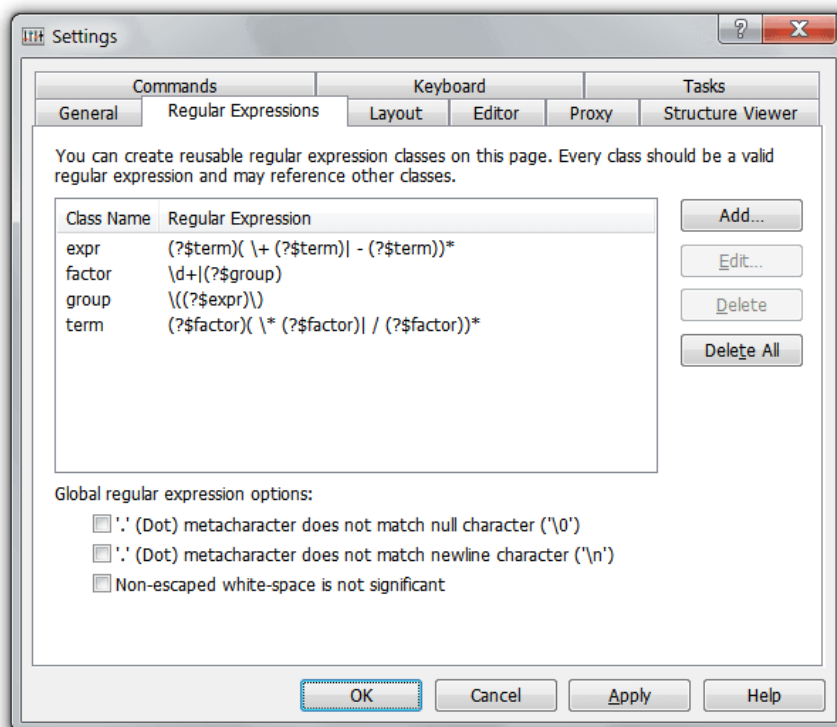 Settings
Commands Keyboard Tasks
General Regular Expressions Layout Editor Proxy Structure Viewer
You can create reusable regular expression classes on this page. Every class should be a valid
regular expression and may reference other classes.
Class Name Regular Expression
expr (?$term)( \+ (?$term)| - (?$term))*
factor \d+|(?$group)
group \((?$expr)\)
term (?$factor)( \* (?$factor)| / (?$factor))*
Add...
Edit...
Delete
Delete All
Global regular expression options:
'.' (Dot) metacharacter does not match null character ('\0')
'.' (Dot) metacharacter does not match newline character ('\n')
Non-escaped white-space is not significant
OK Cancel Apply Help